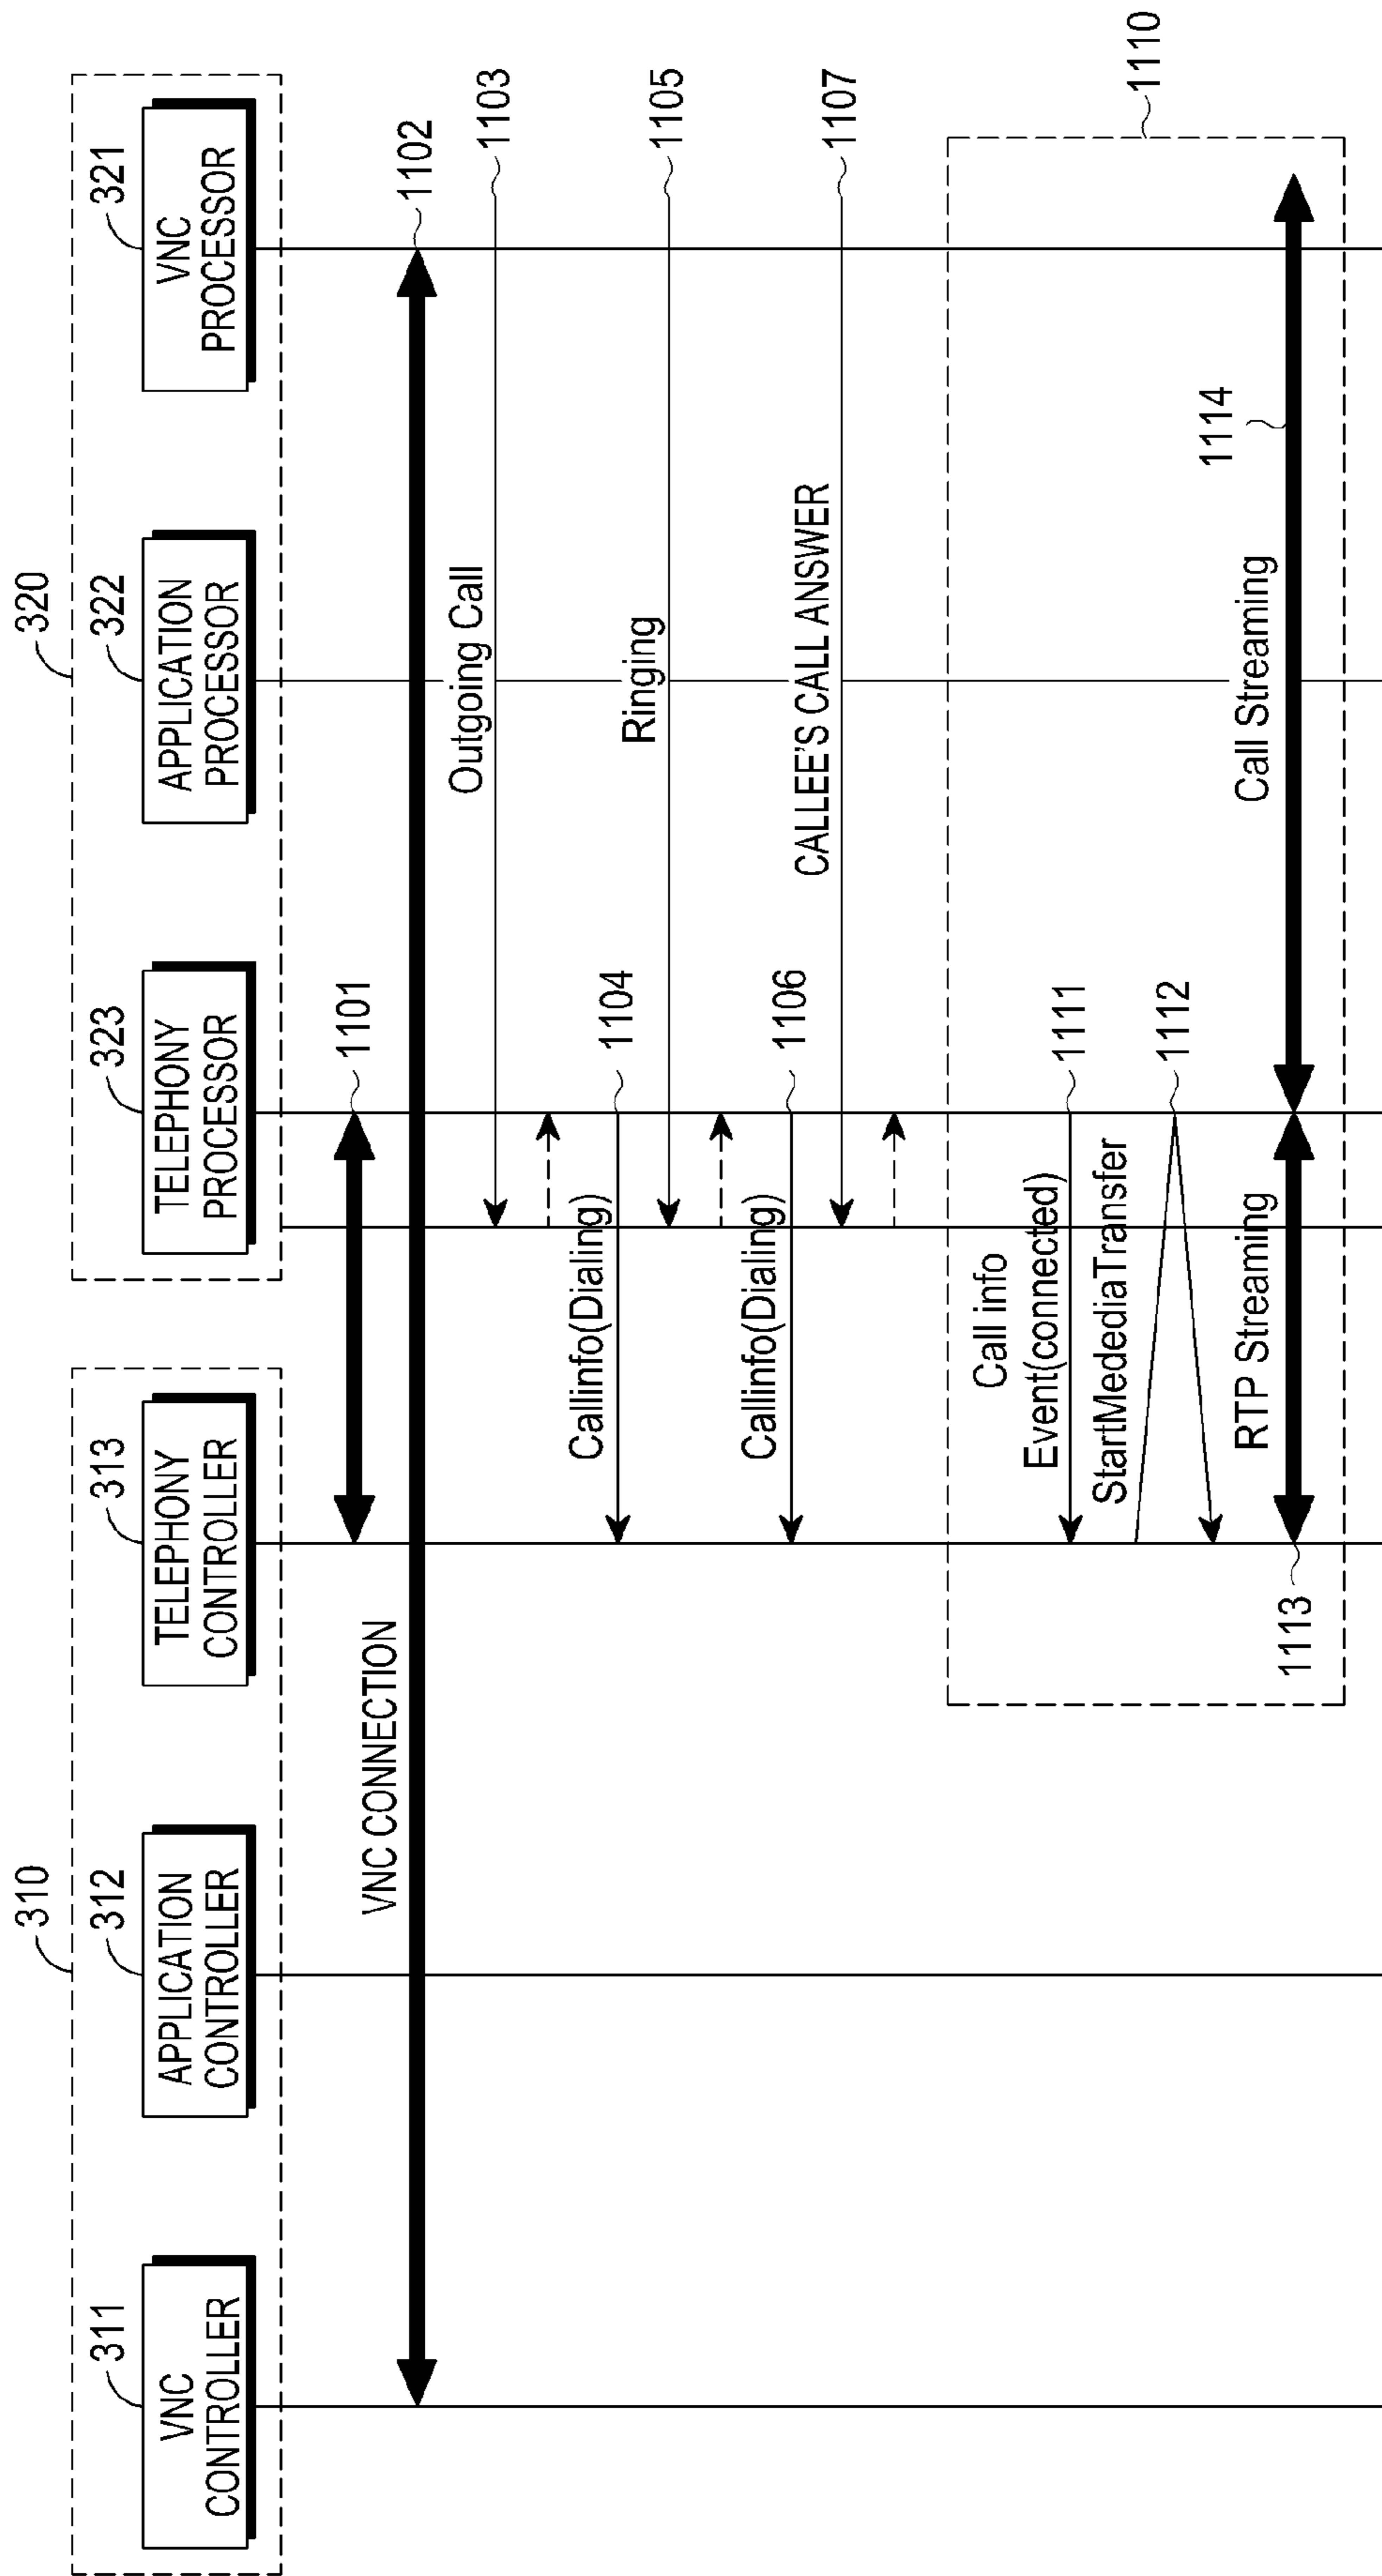 310
320
311
312
313
323
322
321
VNC
CONTROLLER
APPLICATION
CONTROLLER
TELEPHONY
CONTROLLER
TELEPHONY
PROCESSOR
APPLICATION
PROCESSOR
VNC
PROCESSOR
1101
VNC CONNECTION
1102
Outgoing Call
1103
Callinfo(Dialing)
1104
Ringing
1105
Callinfo(Dialing)
1106
CALLEE'S CALL ANSWER
1107
1110
Call info
Event(connected)
1111
StartMedediaTransfer
1112
RTP Streaming
1113
Call Streaming
1114